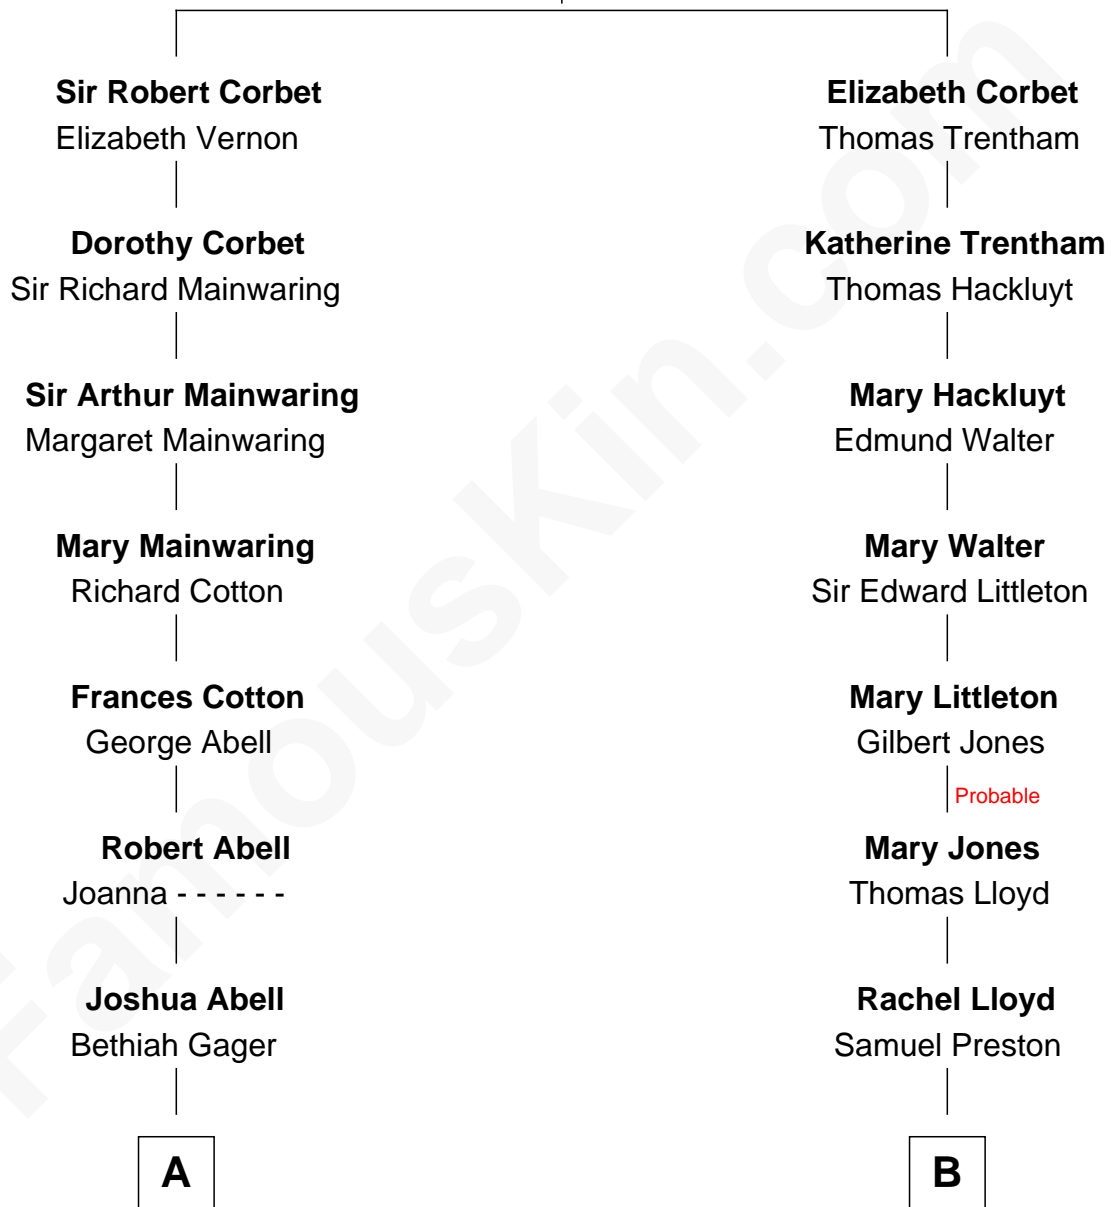 Sir Robert Corbet
Elizabeth Vernon
Dorothy Corbet
Sir Richard Mainwaring
Sir Arthur Mainwaring
Margaret Mainwaring
Mary Mainwaring
Richard Cotton
Frances Cotton
George Abell
Robert Abell
Joanna - - - - - -
Joshua Abell
Bethiah Gager
A
Elizabeth Corbet
Thomas Trentham
Katherine Trentham
Thomas Hackluyt
Mary Hackluyt
Edmund Walter
Mary Walter
Sir Edward Littleton
Mary Littleton
Gilbert Jones
Probable
Mary Jones
Thomas Lloyd
Rachel Lloyd
Samuel Preston
B
FamousKin.com